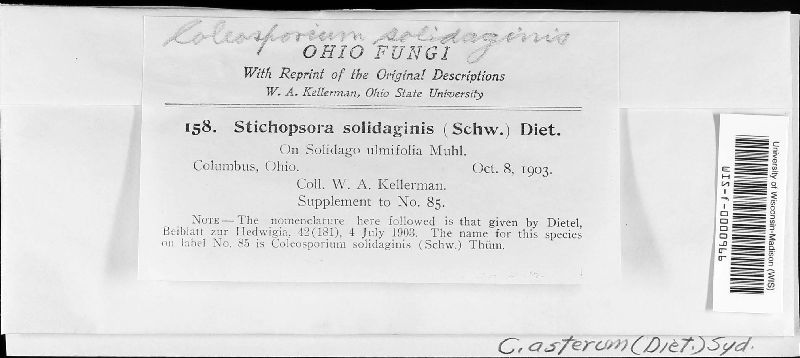 Coleosporium solidaginis
OHIO FUNGI
With Reprint of the Original Descriptions
W. A. Kellerman, Ohio State University
158. Stichopsora solidaginis (Schw.) Diet.
On Solidago ulmifolia Muhl.
Columbus, Ohio. Oct. 8, 1903.
Coll. W. A. Kellerman.
Supplement to No. 85.
NOTE — The nomenclature here followed is that given by Dietel,
Beiblatt zur Hedwigia, 42(181), 4 July 1903. The name for this species
on label No. 85 is Coleosporium solidaginis (Schw.) Thüm.
University of Wisconsin-Madison (WIS)
C. asterum (Diet.) Syd.